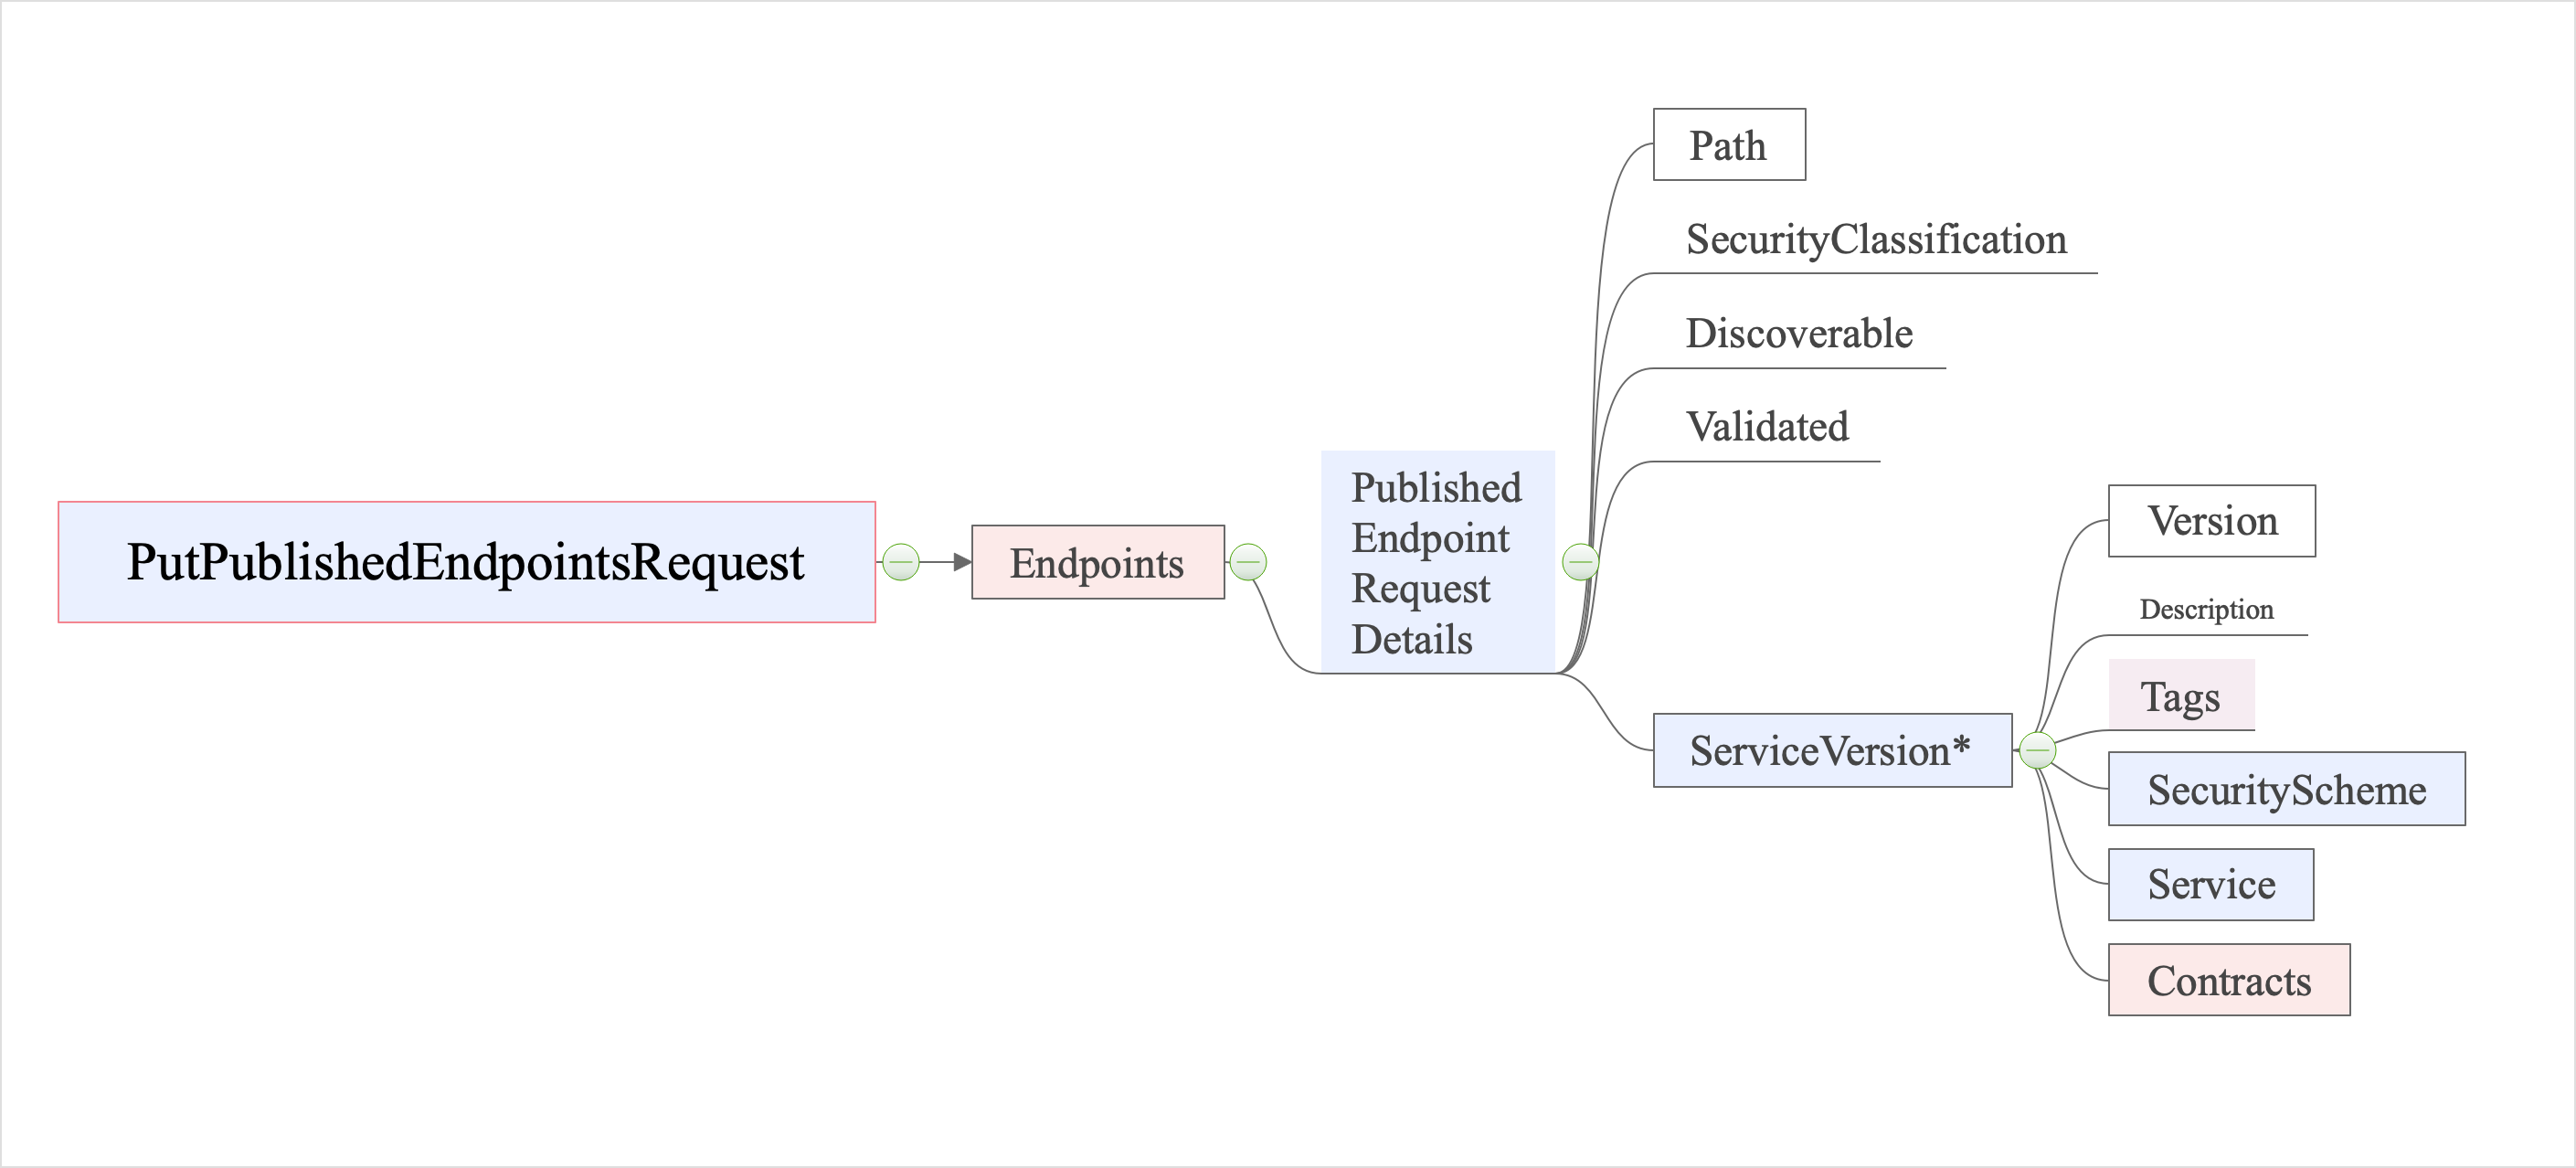 PutPublishedEndpointsRequest
Endpoints
Published
Endpoint
Request
Details
Path
SecurityClassification
Discoverable
Validated
ServiceVersion*
Version
Description
Tags
SecurityScheme
Service
Contracts